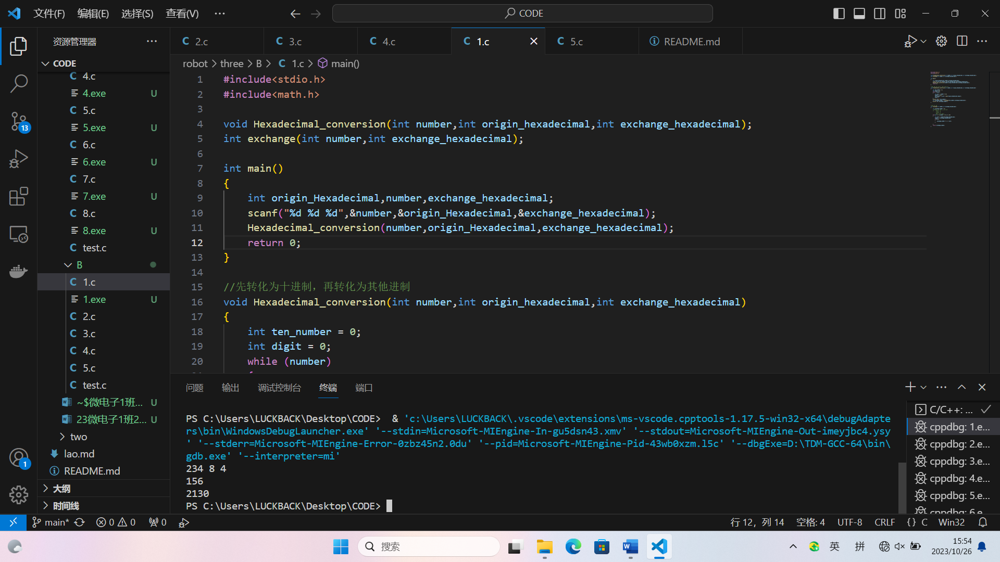 文件(F) 编辑(E) 选择(S) 查看(V) ··· CODE
资源管理器 ···
2.c 3.c 4.c 1.c 5.c README.md
CODE
robot > three > B > C 1.c > main()
4.c
4.exe U
5.c
5.exe U
6.c
6.exe U
7.c
7.exe U
8.c
8.exe U
test.c
B
1.c
1.exe U
2.c
3.c
4.c
5.c
test.c
~$微电子1班... U
23微电子1班2... U
two
lao.md
README.md
大纲
时间线
13
1
1 #include<stdio.h>
2 #include<math.h>
3
4 void Hexadecimal_conversion(int number,int origin_hexadecimal,int exchange_hexadecimal);
5 int exchange(int number,int exchange_hexadecimal);
6
7 int main()
8 {
9     int origin_Hexadecimal,number,exchange_hexadecimal;
10     scanf("%d %d %d",&number,&origin_Hexadecimal,&exchange_hexadecimal);
11     Hexadecimal_conversion(number,origin_Hexadecimal,exchange_hexadecimal);
12     return 0;
13 }
14
15 //先转化为十进制，再转化为其他进制
16 void Hexadecimal_conversion(int number,int origin_hexadecimal,int exchange_hexadecimal)
17 {
18     int ten_number = 0;
19     int digit = 0;
20     while (number)
问题 输出 调试控制台 终端 端口
PS C:\Users\LUCKBACK\Desktop\CODE>  & 'c:\Users\LUCKBACK\.vscode\extensions\ms-vscode.cpptools-1.17.5-win32-x64\debugAdapte
rs\bin\WindowsDebugLauncher.exe' '--stdin=Microsoft-MIEngine-In-gu5dsn43.xmv' '--stdout=Microsoft-MIEngine-Out-imeyjbc4.ysy
' '--stderr=Microsoft-MIEngine-Error-0zbz45n2.0du' '--pid=Microsoft-MIEngine-Pid-43wb0xzm.l5c' '--dbgExe=D:\TDM-GCC-64\bin\
gdb.exe' '--interpreter=mi'
234 8 4
156
2130
PS C:\Users\LUCKBACK\Desktop\CODE>
C/C++: ...
cppdbg: 1.e...
cppdbg: 2.e...
cppdbg: 3.e...
cppdbg: 4.e...
cppdbg: 5.e...
cppdbg: 6.e...
main* 0 0 0 行 12，列 14 空格: 4 UTF-8 CRLF {} C Win32
搜索 英 拼 15:54
2023/10/26